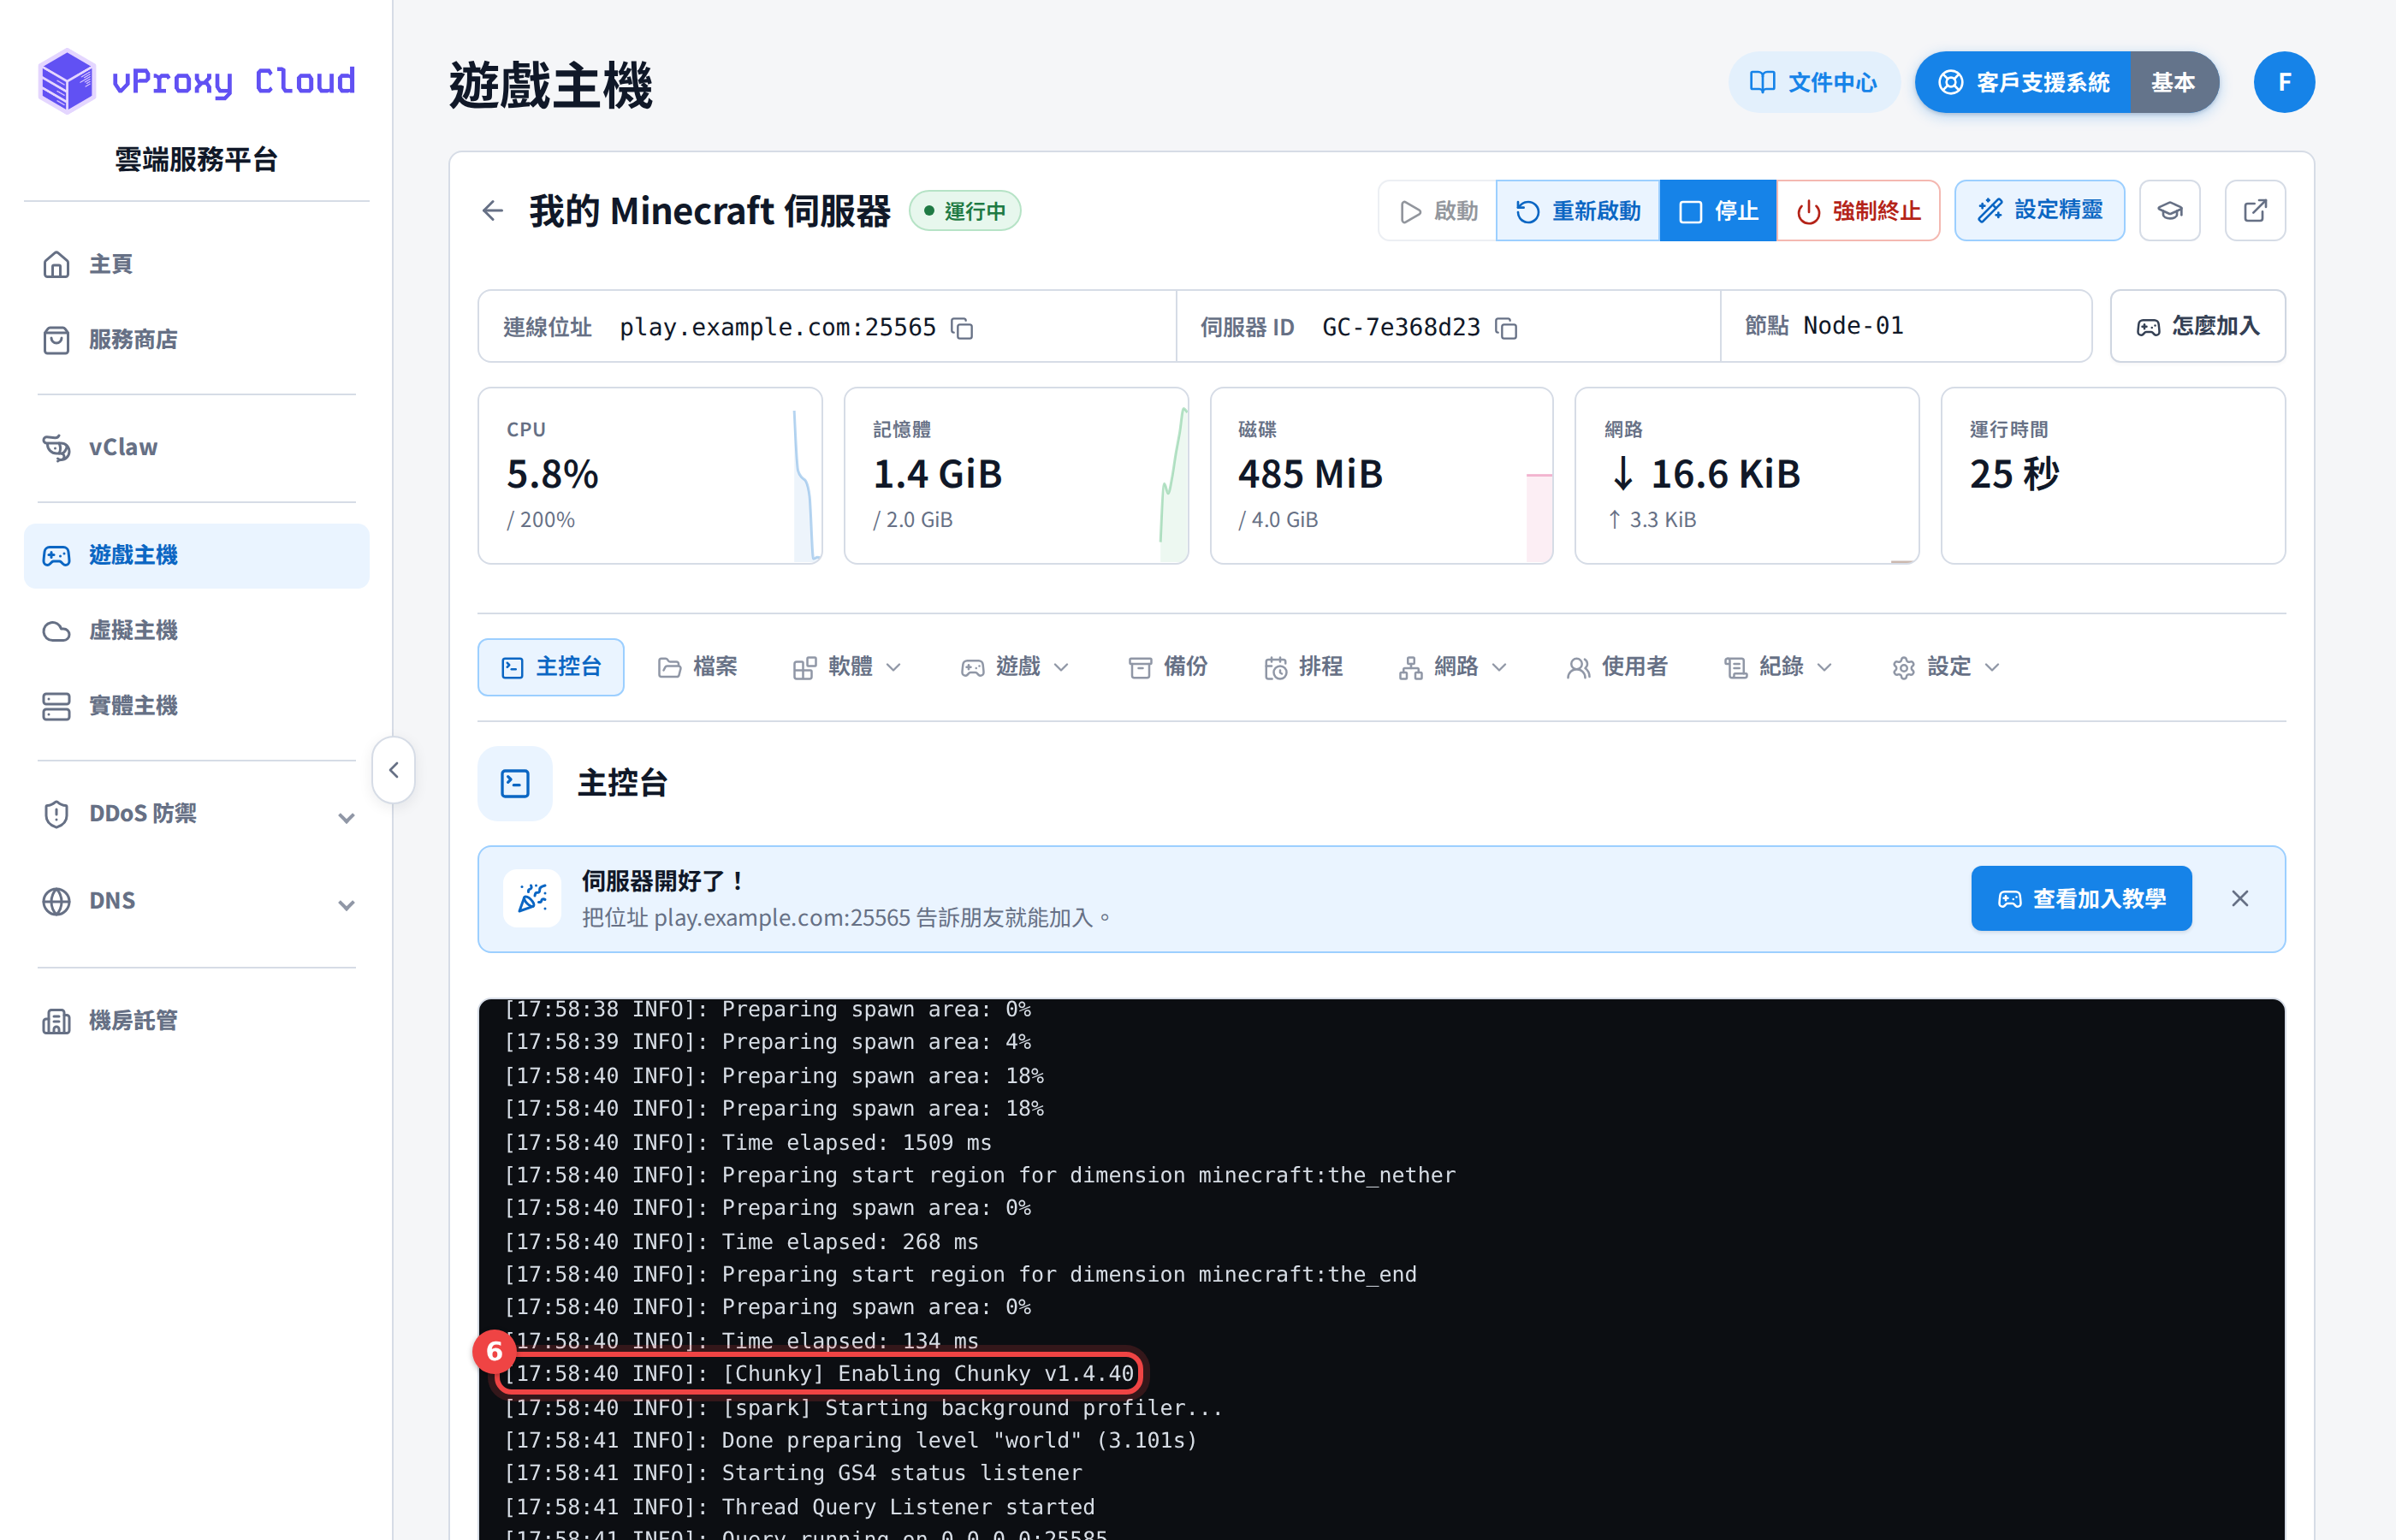 vProxy Cloud
雲端服務平台
主頁
服務商店
vClaw
遊戲主機
虛擬主機
實體主機
DDoS 防禦
DNS
機房託管
遊戲主機
文件中心
客戶支援系統 基本
F
我的 Minecraft 伺服器 運行中
啟動 重新啟動 停止 強制終止 設定精靈
連線位址 play.example.com:25565 伺服器 ID GC-7e368d23 節點 Node-01 怎麼加入
CPU
5.8%
/ 200%
記憶體
1.4 GiB
/ 2.0 GiB
磁碟
485 MiB
/ 4.0 GiB
網路
↓ 16.6 KiB
↑ 3.3 KiB
運行時間
25 秒
主控台 檔案 軟體 遊戲 備份 排程 網路 使用者 紀錄 設定
主控台
伺服器開好了！
把位址 play.example.com:25565 告訴朋友就能加入。
查看加入教學
[17:58:38 INFO]: Preparing spawn area: 0%
[17:58:39 INFO]: Preparing spawn area: 4%
[17:58:40 INFO]: Preparing spawn area: 18%
[17:58:40 INFO]: Preparing spawn area: 18%
[17:58:40 INFO]: Time elapsed: 1509 ms
[17:58:40 INFO]: Preparing start region for dimension minecraft:the_nether
[17:58:40 INFO]: Preparing spawn area: 0%
[17:58:40 INFO]: Time elapsed: 268 ms
[17:58:40 INFO]: Preparing start region for dimension minecraft:the_end
[17:58:40 INFO]: Preparing spawn area: 0%
[17:58:40 INFO]: Time elapsed: 134 ms
6
[17:58:40 INFO]: [Chunky] Enabling Chunky v1.4.40
[17:58:40 INFO]: [spark] Starting background profiler...
[17:58:41 INFO]: Done preparing level "world" (3.101s)
[17:58:41 INFO]: Starting GS4 status listener
[17:58:41 INFO]: Thread Query Listener started
[17:58:41 INFO]: Query running on 0.0.0.0:25585